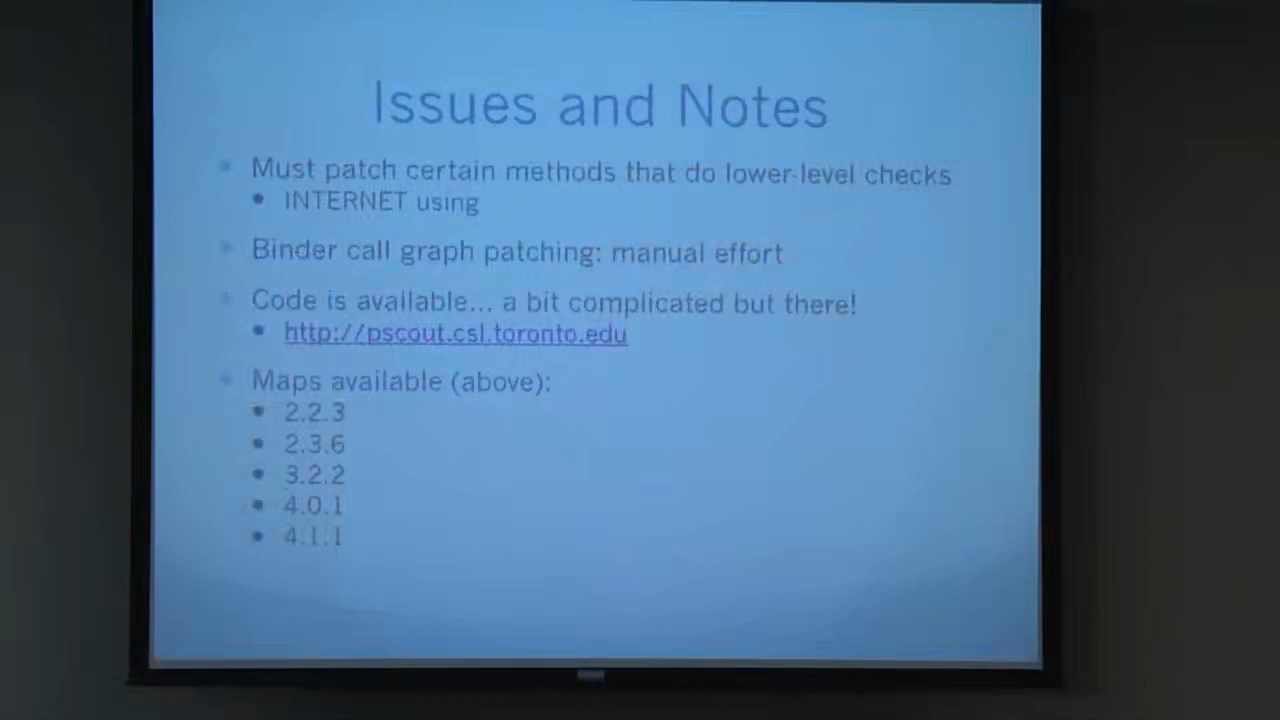 Issues and Notes
Must patch certain methods that do lower-level checks
INTERNET using
Binder call graph patching: manual effort
Code is available... a bit complicated but there!
http://pscout.csl.toronto.edu
Maps available (above):
2.2.3
2.3.6
3.2.2
4.0.1
4.1.1